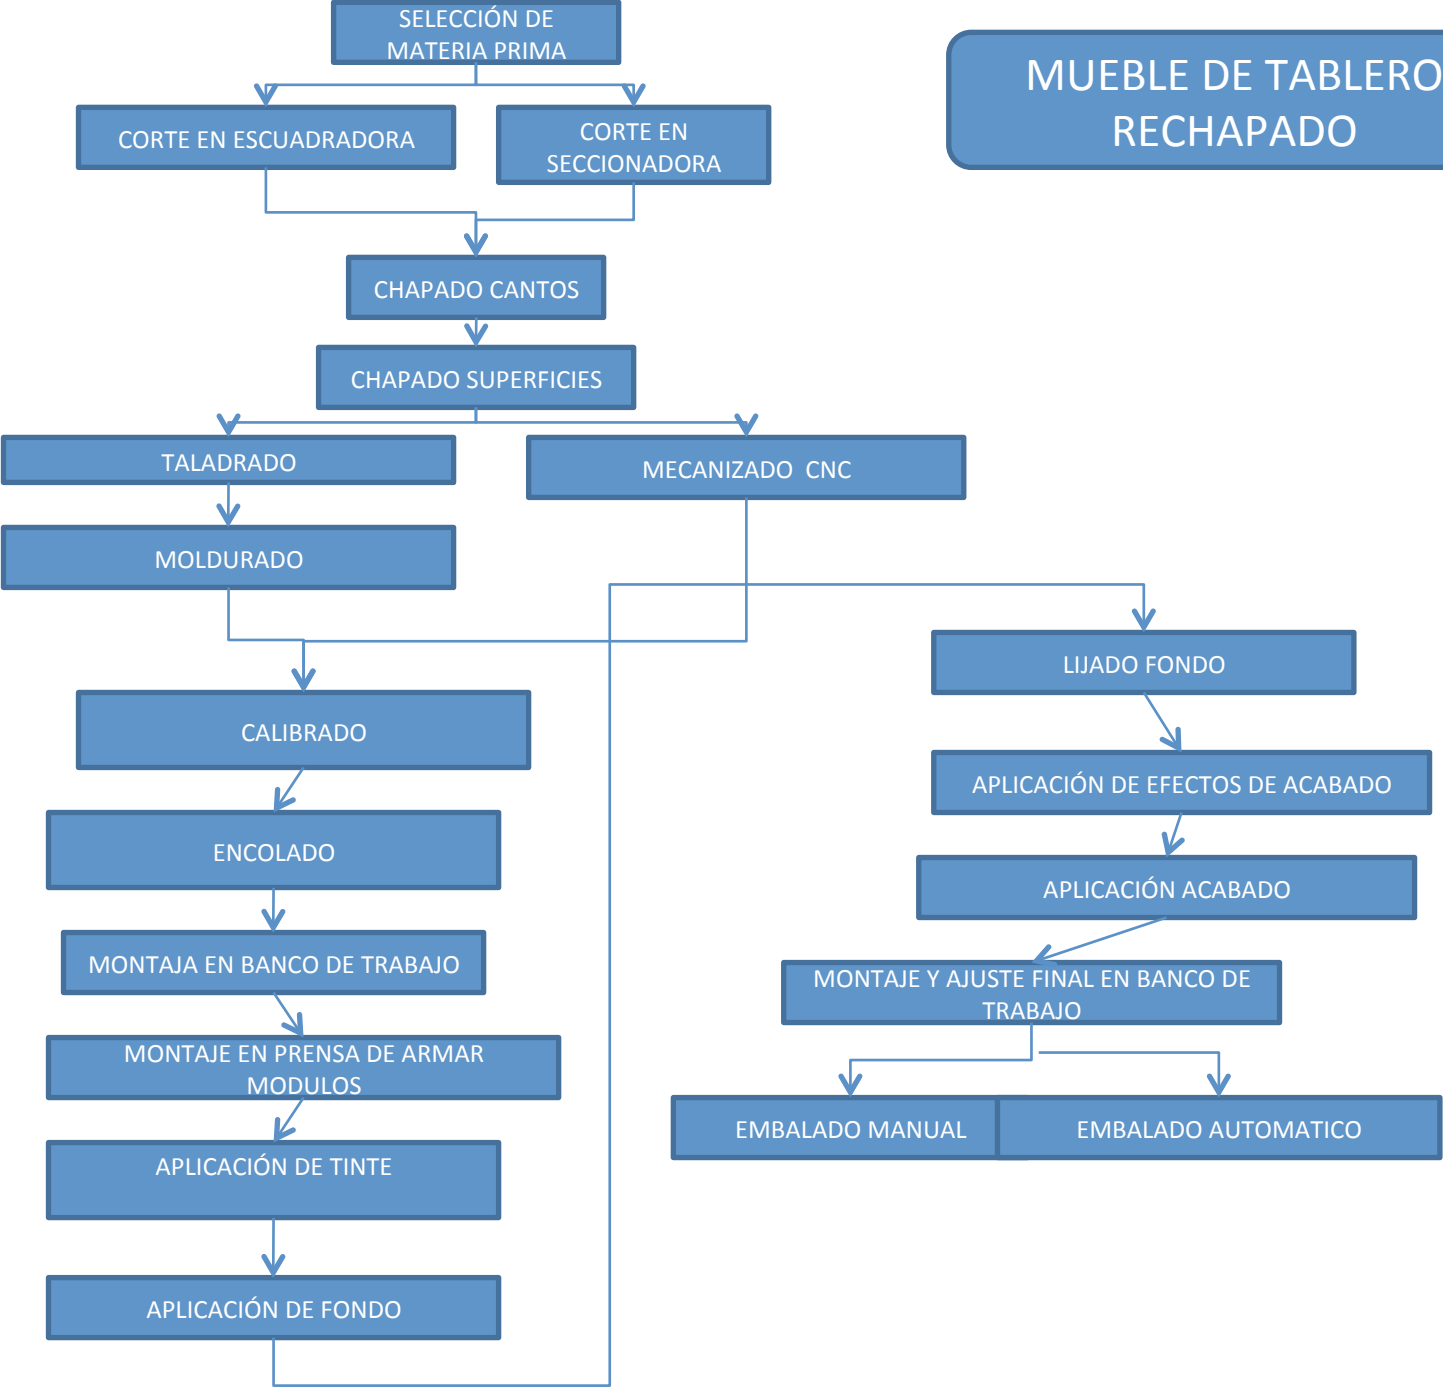 SELECCIÓN DE
MATERIA PRIMA
MUEBLE DE TABLERO
RECHAPADO
CORTE EN ESCUADRADORA
CORTE EN
SECCIONADORA
CHAPADO CANTOS
CHAPADO SUPERFICIES
TALADRADO
MECANIZADO  CNC
MOLDURADO
CALIBRADO
ENCOLADO
MONTAJA EN BANCO DE TRABAJO
MONTAJE EN PRENSA DE ARMAR
MODULOS
APLICACIÓN DE TINTE
APLICACIÓN DE FONDO
LIJADO FONDO
APLICACIÓN DE EFECTOS DE ACABADO
APLICACIÓN ACABADO
MONTAJE Y AJUSTE FINAL EN BANCO DE
TRABAJO
EMBALADO MANUAL
EMBALADO AUTOMATICO